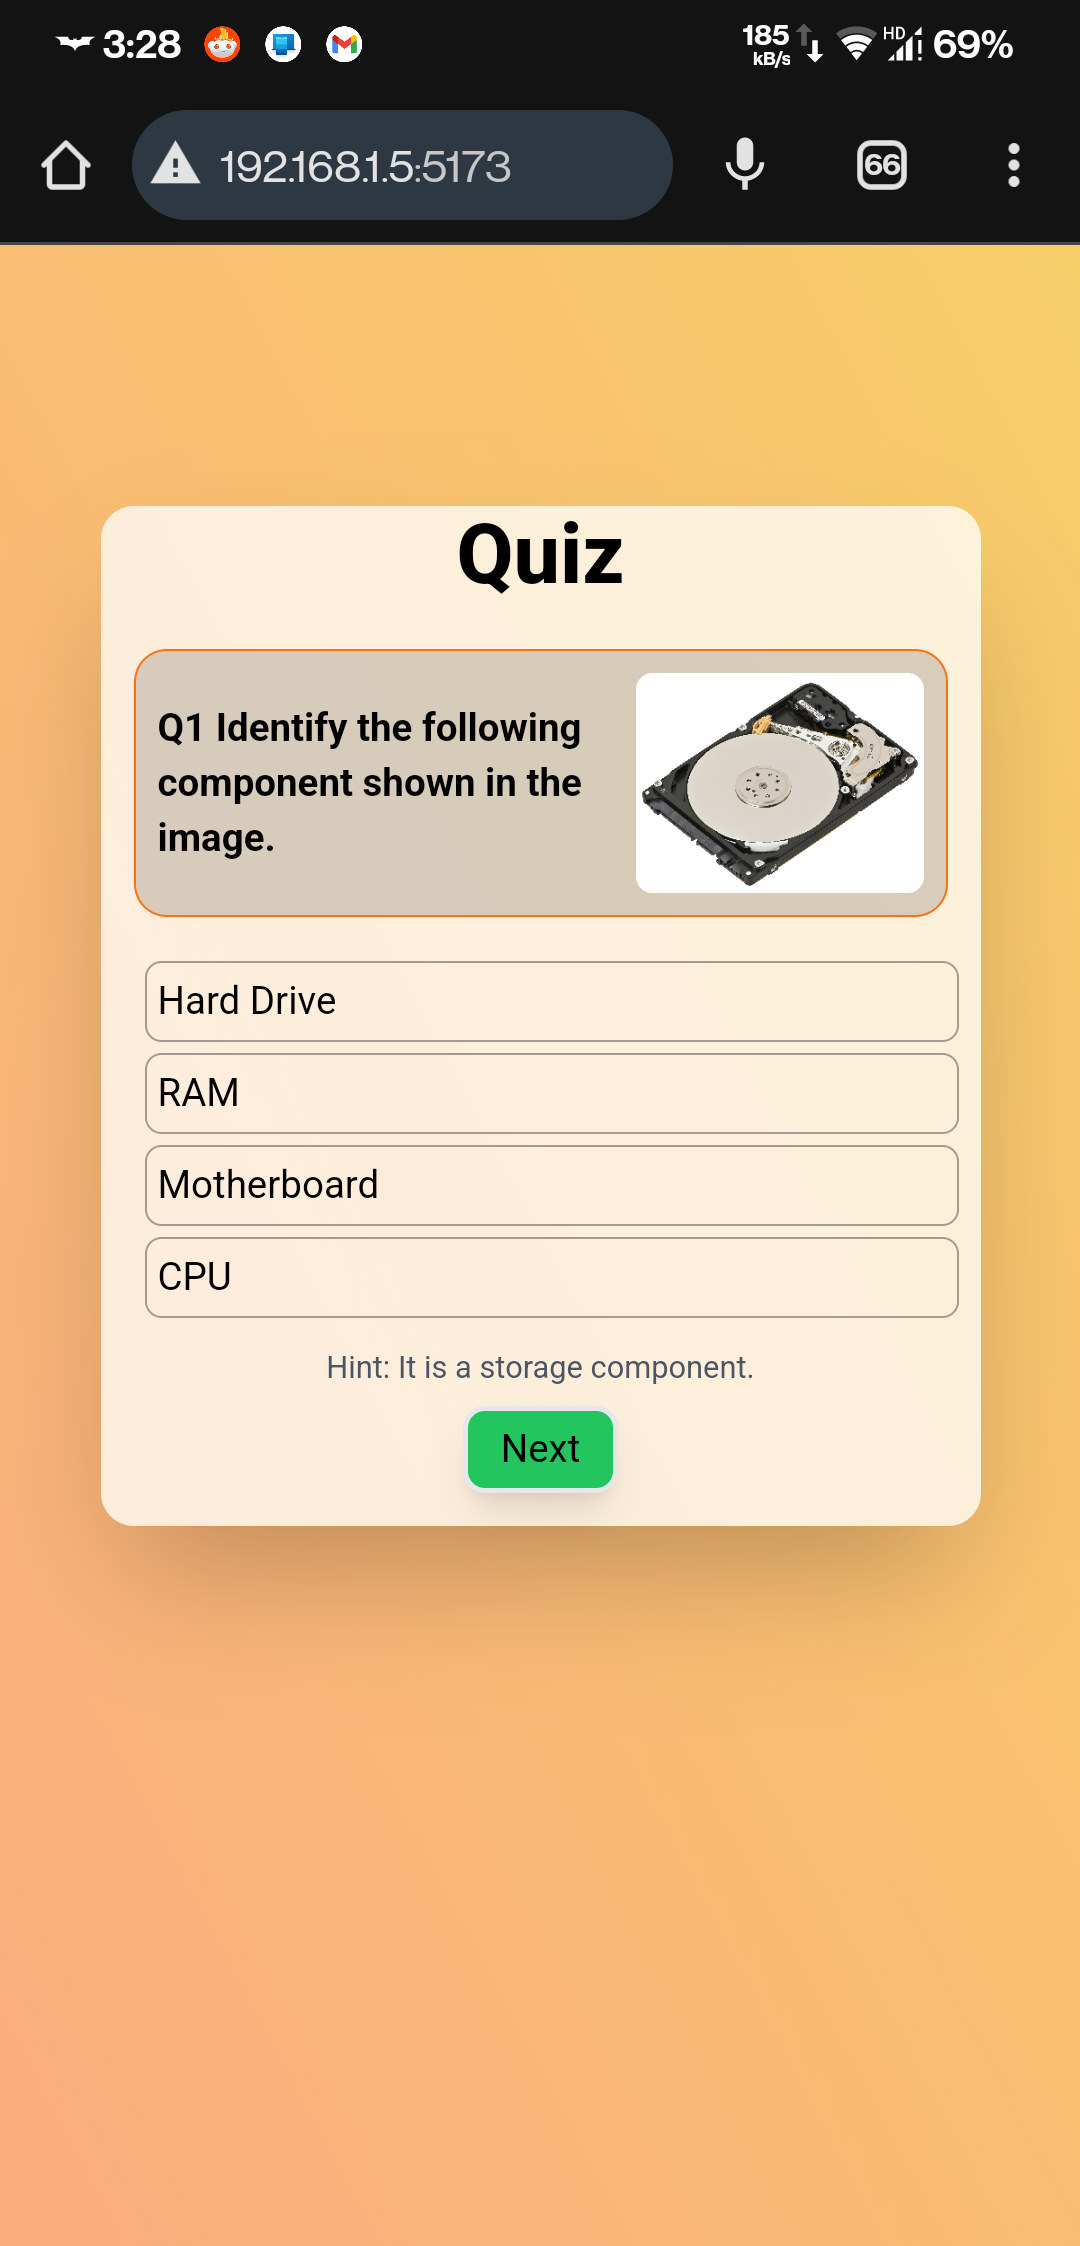 3:28
185
kB/s
HD
69%
192.168.1.5:5173
66
Quiz
Q1 Identify the following
component shown in the
image.
Hard Drive
RAM
Motherboard
CPU
Hint: It is a storage component.
Next